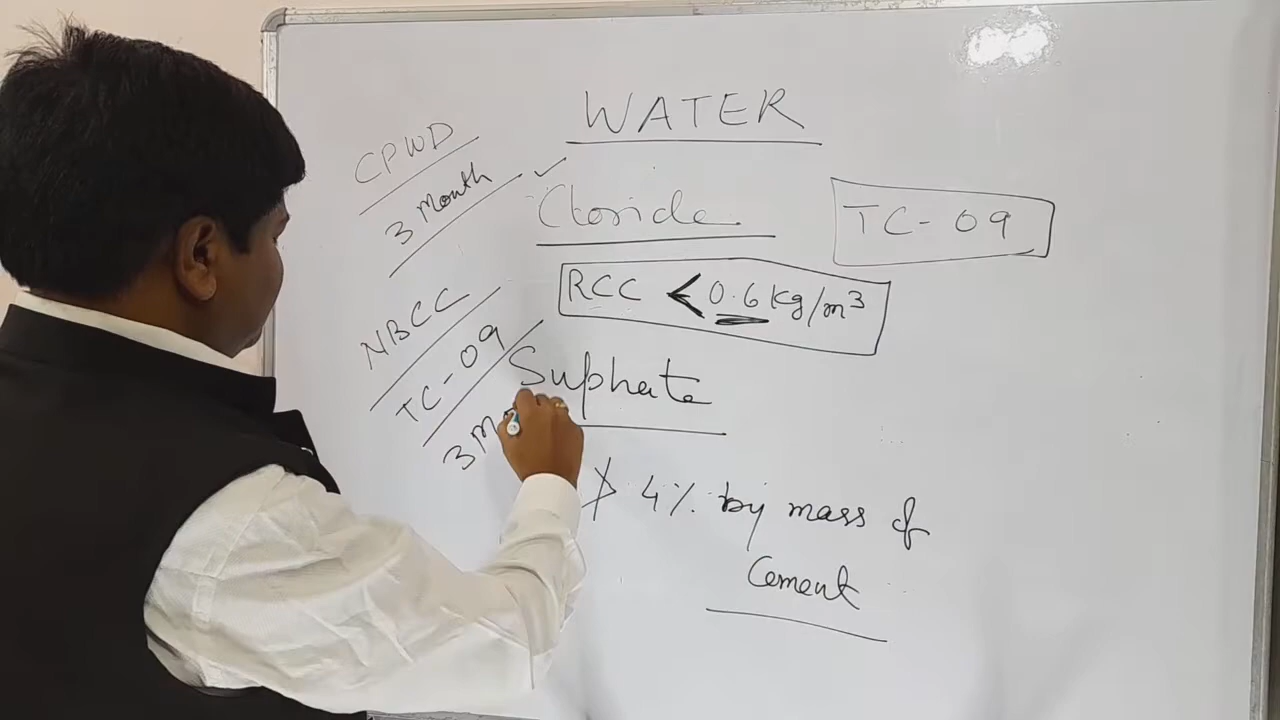 WATER
CPWD
3 Month
✓ Cloride
TC-09
RCC < 0.6 kg/m³
NBCC
TC-09
3 M
Suphate
≯ 4% by mass of
Cement